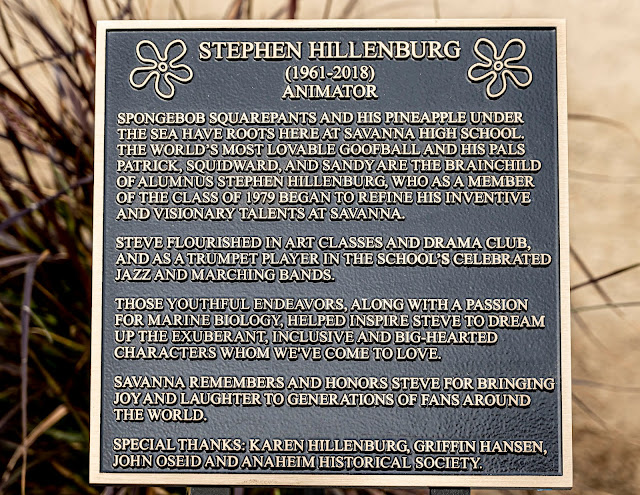 STEPHEN HILLENBURG
(1961-2018)
ANIMATOR
SPONGEBOB SQUAREPANTS AND HIS PINEAPPLE UNDER
THE SEA HAVE ROOTS HERE AT SAVANNA HIGH SCHOOL.
THE WORLD'S MOST LOVABLE GOOFBALL AND HIS PALS
PATRICK, SQUIDWARD, AND SANDY ARE THE BRAINCHILD
OF ALUMNUS STEPHEN HILLENBURG, WHO AS A MEMBER
OF THE CLASS OF 1979 BEGAN TO REFINE HIS INVENTIVE
AND VISIONARY TALENTS AT SAVANNA.
STEVE FLOURISHED IN ART CLASSES AND DRAMA CLUB,
AND AS A TRUMPET PLAYER IN THE SCHOOL'S CELEBRATED
JAZZ AND MARCHING BANDS.
THOSE YOUTHFUL ENDEAVORS, ALONG WITH A PASSION
FOR MARINE BIOLOGY, HELPED INSPIRE STEVE TO DREAM
UP THE EXUBERANT, INCLUSIVE AND BIG-HEARTED
CHARACTERS WHOM WE'VE COME TO LOVE.
SAVANNA REMEMBERS AND HONORS STEVE FOR BRINGING
JOY AND LAUGHTER TO GENERATIONS OF FANS AROUND
THE WORLD.
SPECIAL THANKS: KAREN HILLENBURG, GRIFFIN HANSEN,
JOHN OSEID AND ANAHEIM HISTORICAL SOCIETY.